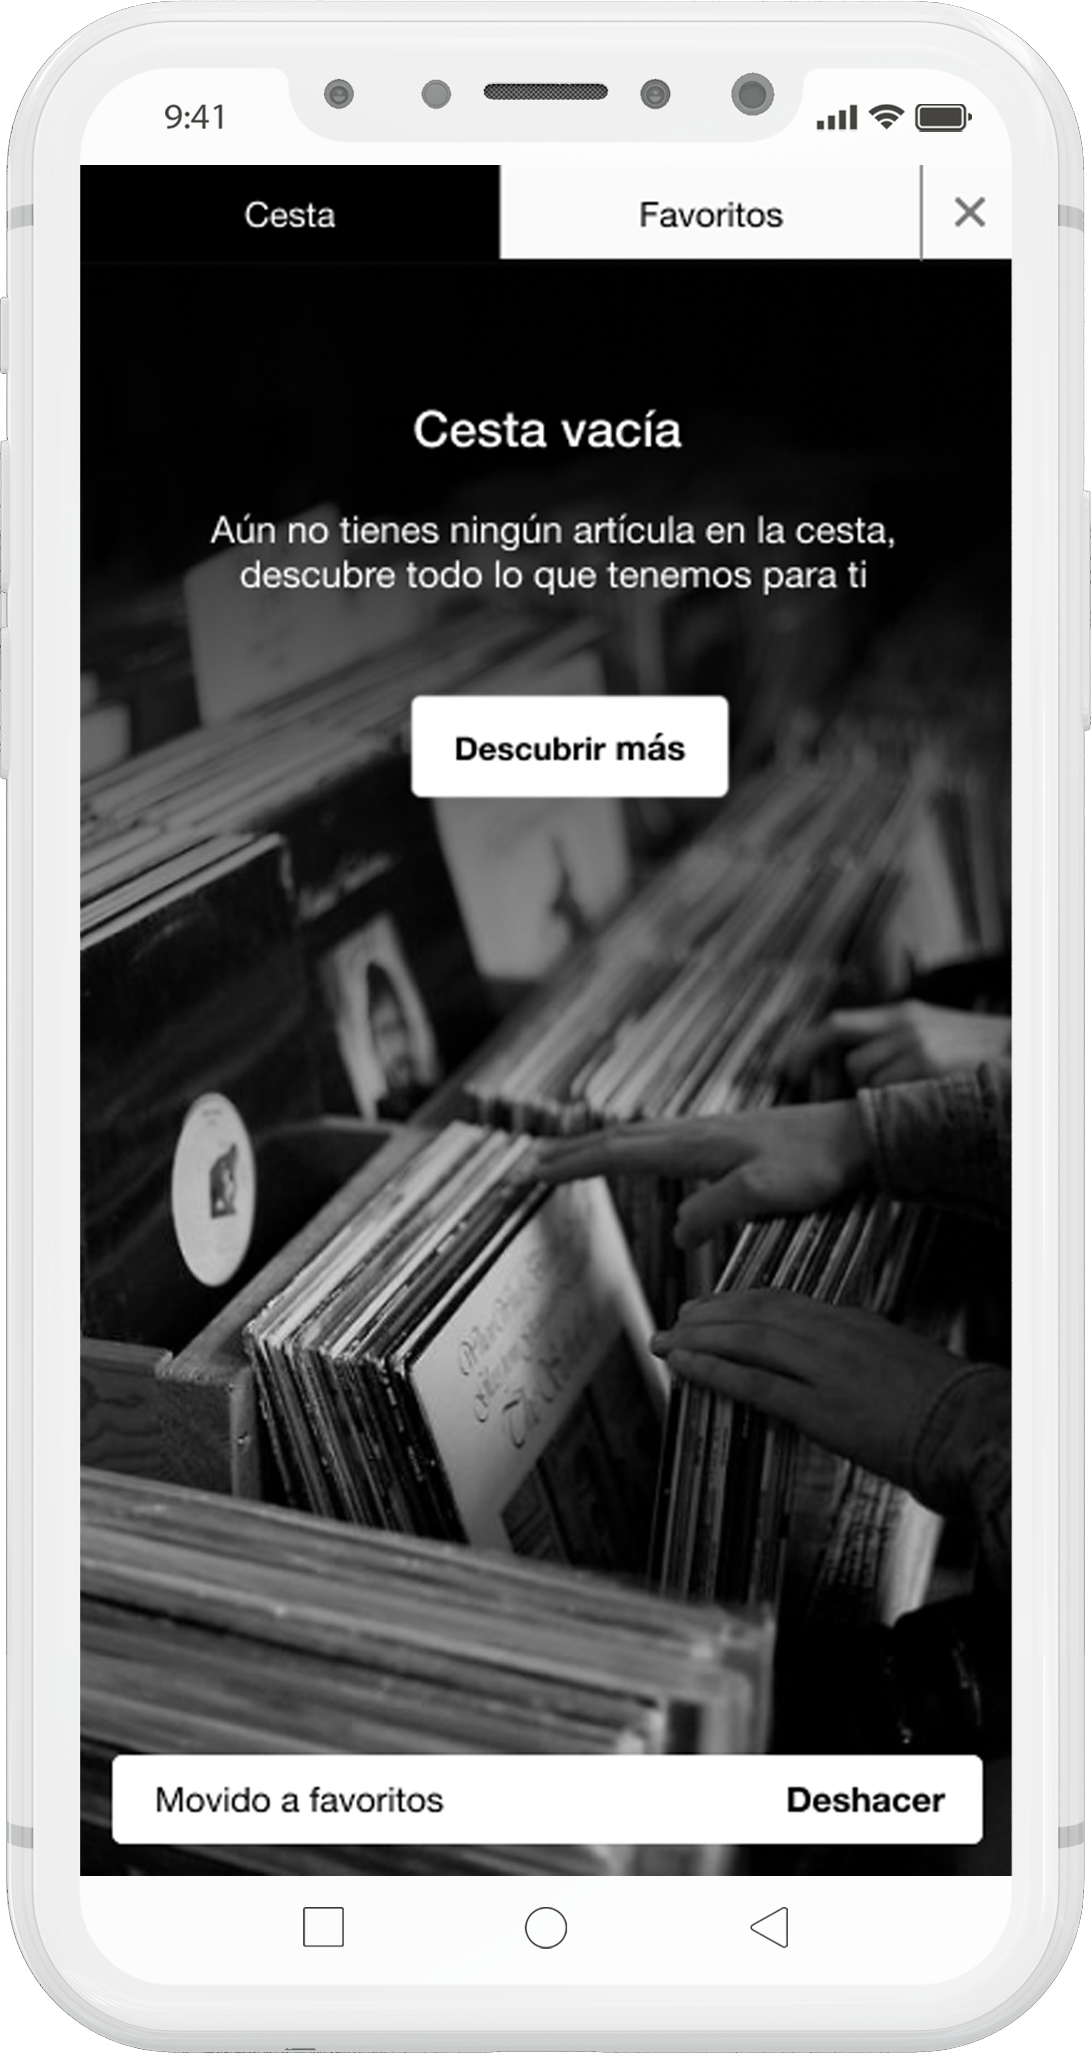 9:41
Cesta
Favoritos
Cesta vacía
Aún no tienes ningún artícula en la cesta,
descubre todo lo que tenemos para ti
Descubrir más
Movido a favoritos
Deshacer